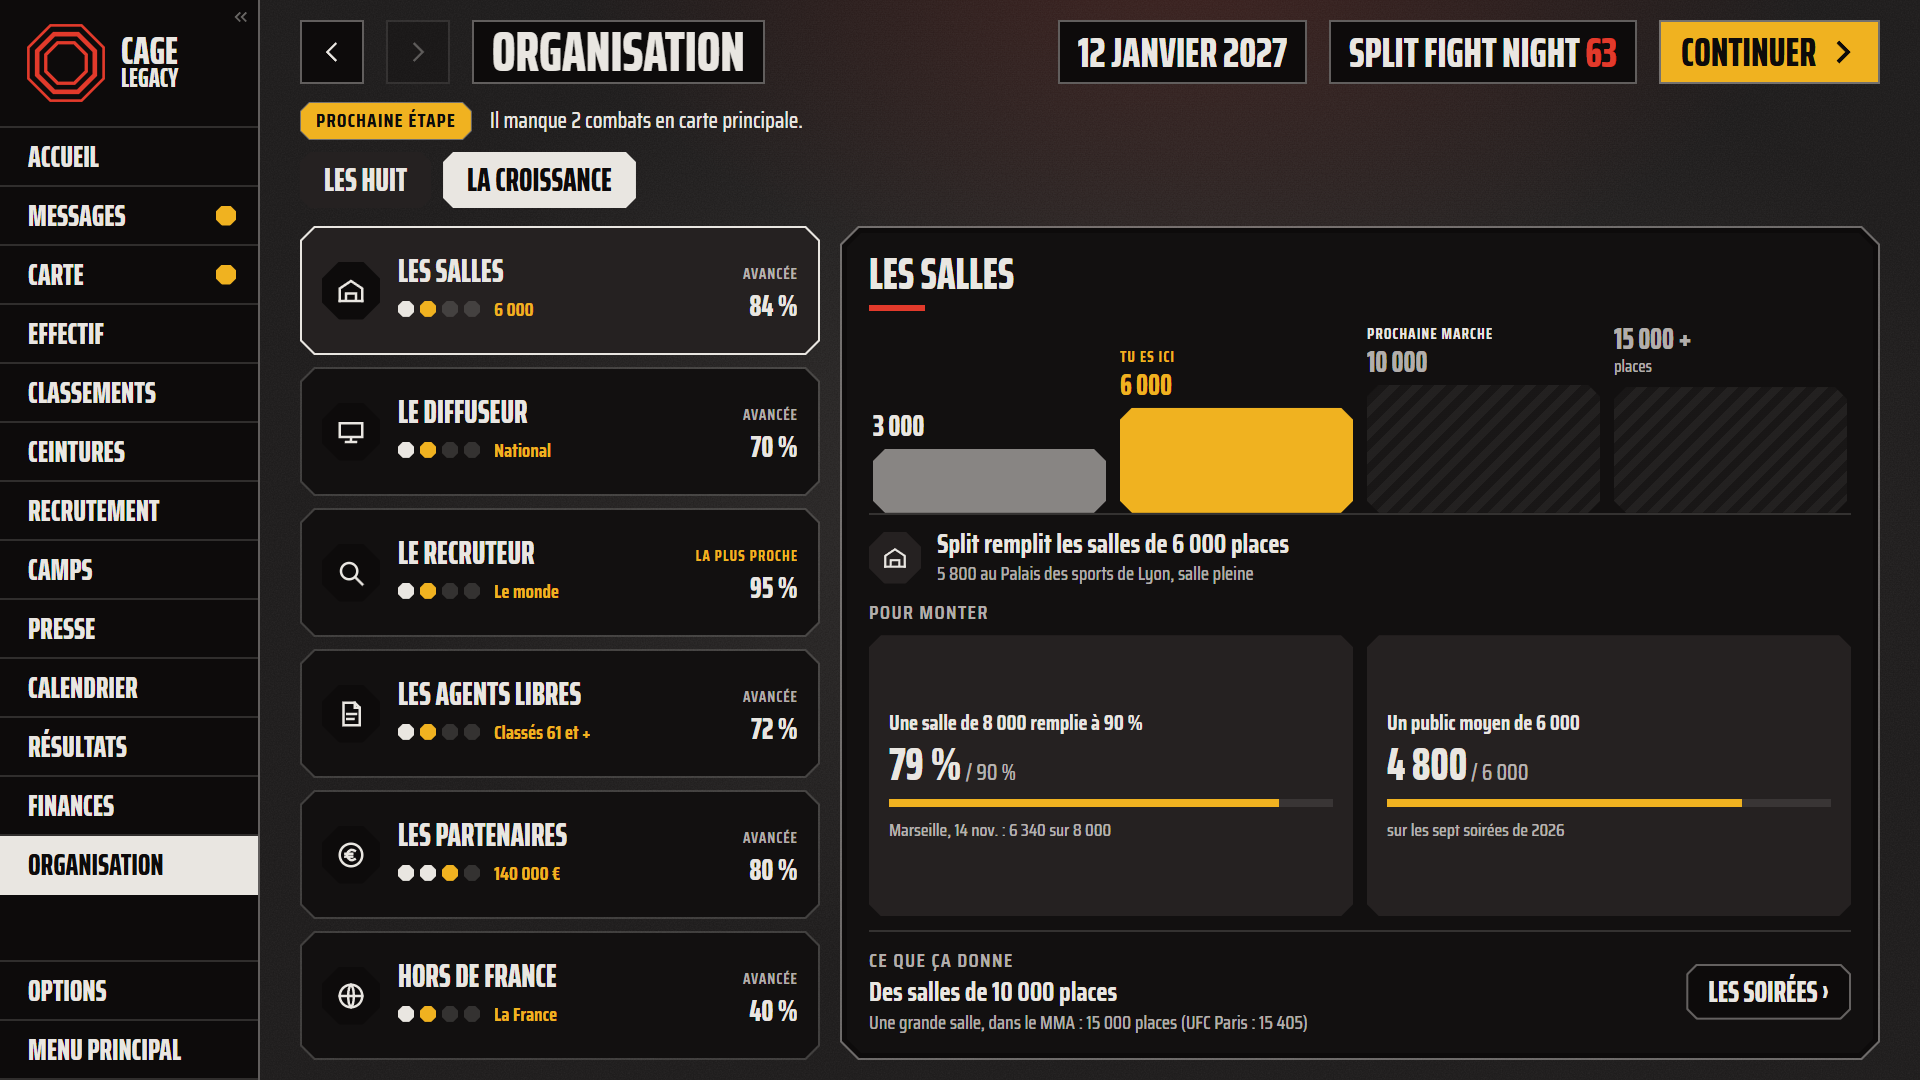 CAGE
LEGACY
«
ACCUEIL
MESSAGES
CARTE
EFFECTIF
CLASSEMENTS
CEINTURES
RECRUTEMENT
CAMPS
PRESSE
CALENDRIER
RÉSULTATS
FINANCES
ORGANISATION
OPTIONS
MENU PRINCIPAL
ORGANISATION
12 JANVIER 2027
SPLIT FIGHT NIGHT 63
CONTINUER
PROCHAINE ÉTAPE
Il manque 2 combats en carte principale.
LES HUIT
LA CROISSANCE
LES SALLES
6 000
AVANCÉE
84 %
LE DIFFUSEUR
National
AVANCÉE
70 %
LE RECRUTEUR
Le monde
LA PLUS PROCHE
95 %
LES AGENTS LIBRES
Classés 61 et +
AVANCÉE
72 %
LES PARTENAIRES
140 000 €
AVANCÉE
80 %
HORS DE FRANCE
La France
AVANCÉE
40 %
LES SALLES
3 000
TU ES ICI
6 000
PROCHAINE MARCHE
10 000
15 000 +
places
Split remplit les salles de 6 000 places
5 800 au Palais des sports de Lyon, salle pleine
POUR MONTER
Une salle de 8 000 remplie à 90 %
79 % / 90 %
Marseille, 14 nov. : 6 340 sur 8 000
Un public moyen de 6 000
4 800 / 6 000
sur les sept soirées de 2026
CE QUE ÇA DONNE
Des salles de 10 000 places
Une grande salle, dans le MMA : 15 000 places (UFC Paris : 15 405)
LES SOIRÉES ›